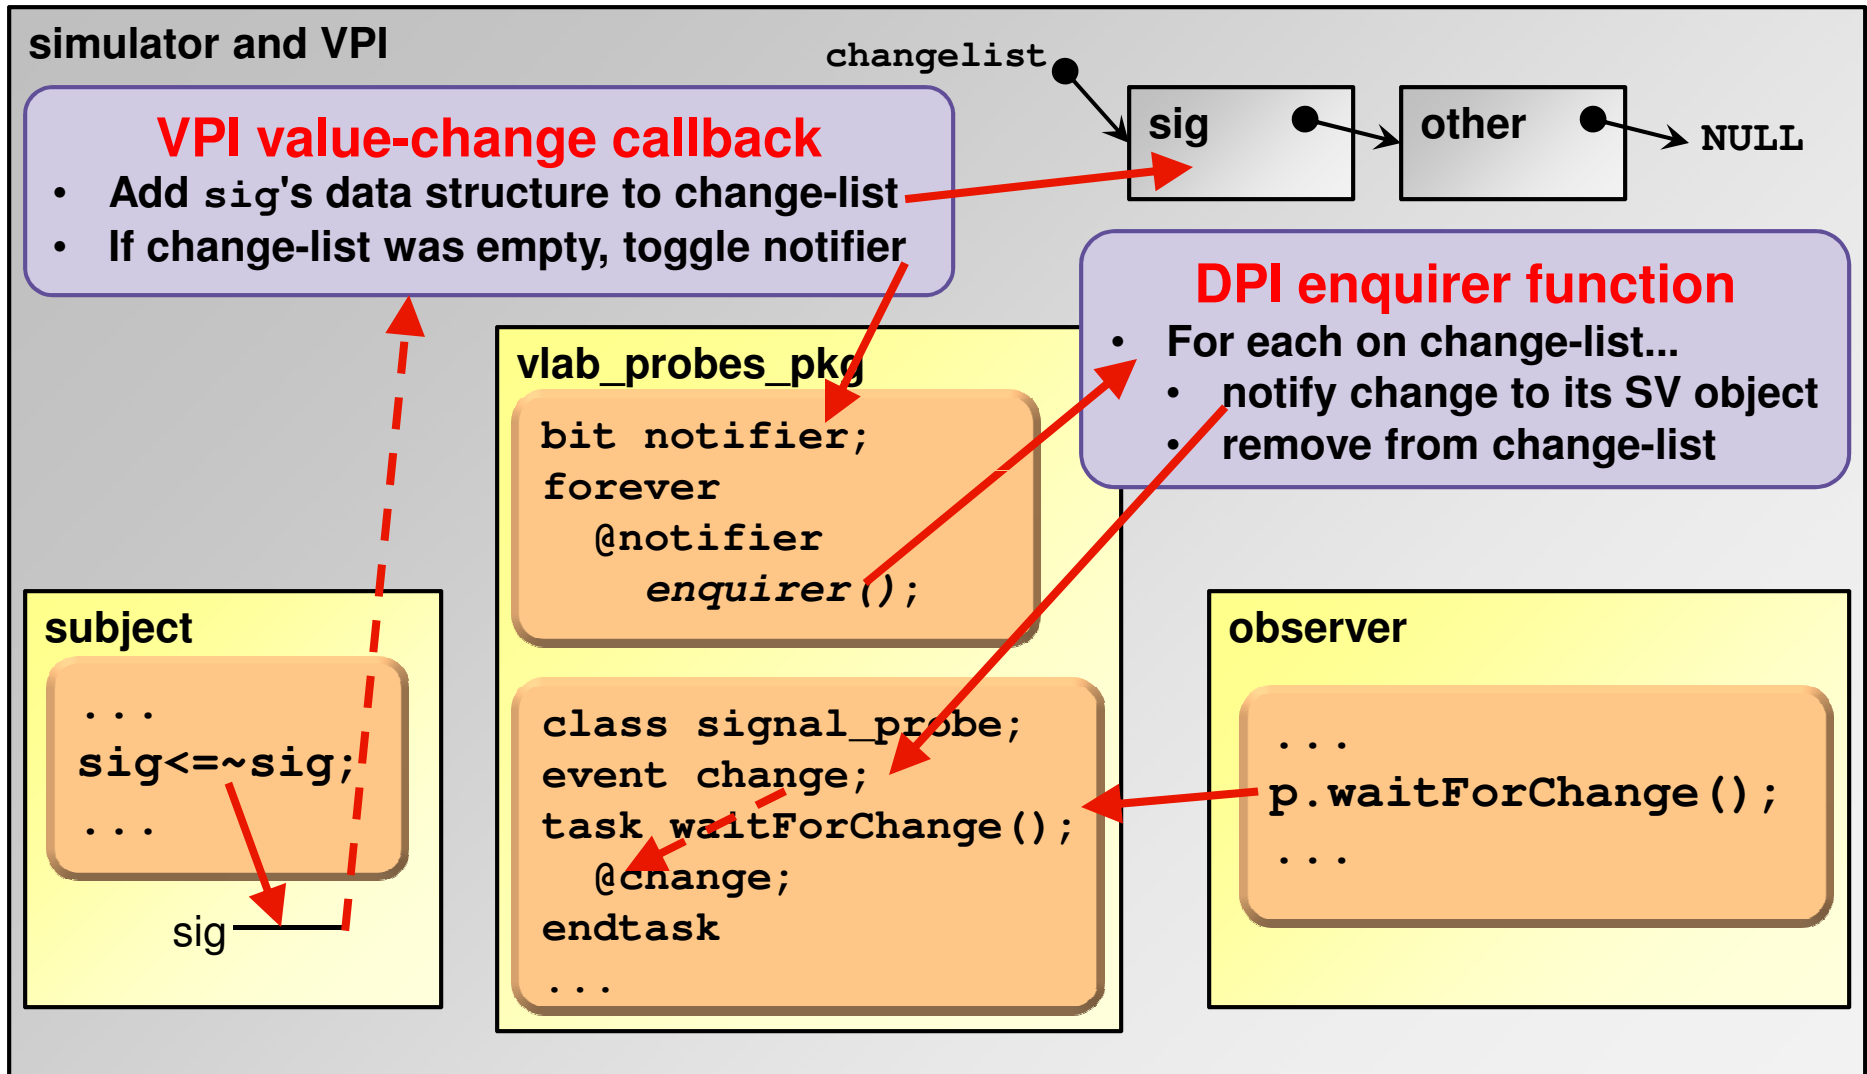 simulator and VPI
changelist
sig
other
NULL
VPI value-change callback
• Add sig's data structure to change-list
• If change-list was empty, toggle notifier
DPI enquirer function
• For each on change-list...
• notify change to its SV object
• remove from change-list
vlab_probes_pkg
bit notifier;
forever
@notifier
enquirer();
class signal_probe;
event change;
task waitForChange();
@change;
endtask
...
subject
...
sig<=~sig;
...
sig
observer
...
p.waitForChange();
...